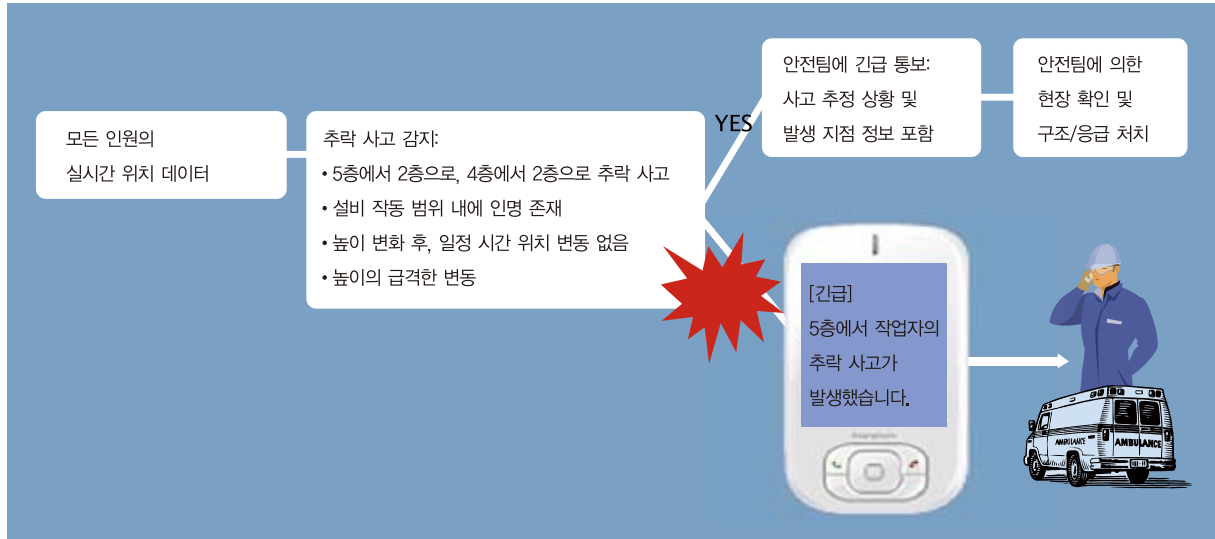 모든 인원의
실시간 위치 데이터
추락 사고 감지:
• 5층에서 2층으로, 4층에서 2층으로 추락 사고
• 설비 작동 범위 내에 인명 존재
• 높이 변화 후, 일정 시간 위치 변동 없음
• 높이의 급격한 변동
YES
안전팀에 긴급 통보:
사고 추정 상황 및
발생 지점 정보 포함
안전팀에 의한
현장 확인 및
구조/응급 처치
[긴급]
5층에서 작업자의
추락 사고가
발생했습니다.
AMBULANCE
AMBULANCE